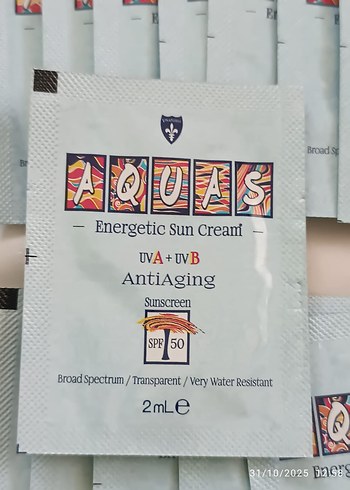 AQUAS
Energetic Sun Cream
UVA + UVB
AntiAging
Sunscreen
SPF 50
Broad Spectrum / Transparent / Very Water Resistant
2mL e
31/10/2025